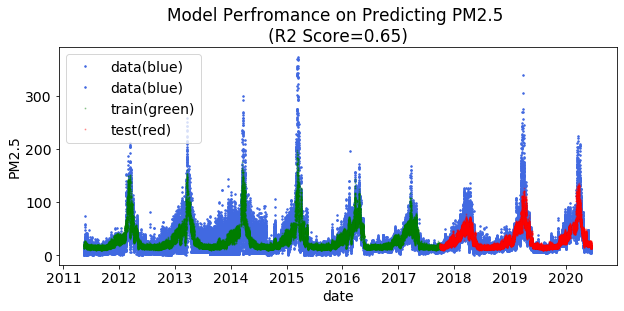 Model Perfromance on Predicting PM2.5
(R2 Score=0.65)
data(blue)
data(blue)
train(green)
test(red)
PM2.5
300
200
100
0
2011 2012 2013 2014 2015 2016 2017 2018 2019 2020
date